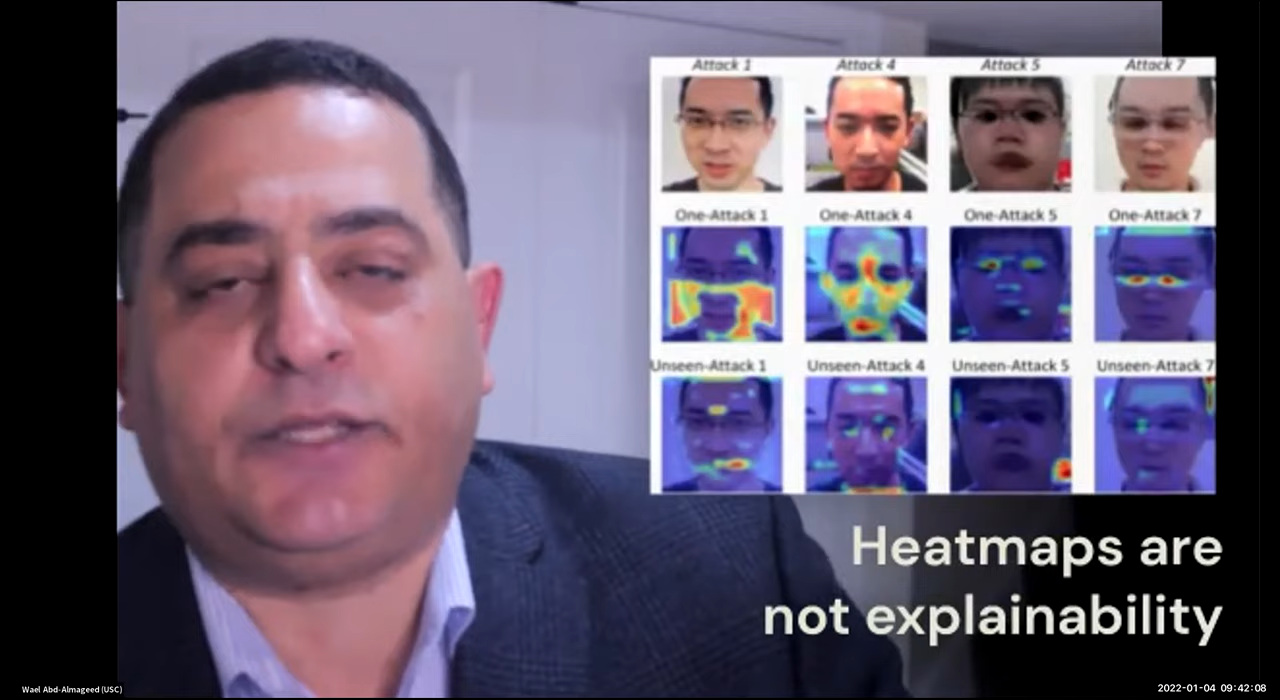 Attack 1 Attack 4 Attack 5 Attack 7
One-Attack 1 One-Attack 4 One-Attack 5 One-Attack 7
Unseen-Attack 1 Unseen-Attack 4 Unseen-Attack 5 Unseen-Attack 7
Heatmaps are
not explainability
Wael Abd-Almageed (USC)
2022-01-04 09:42:08